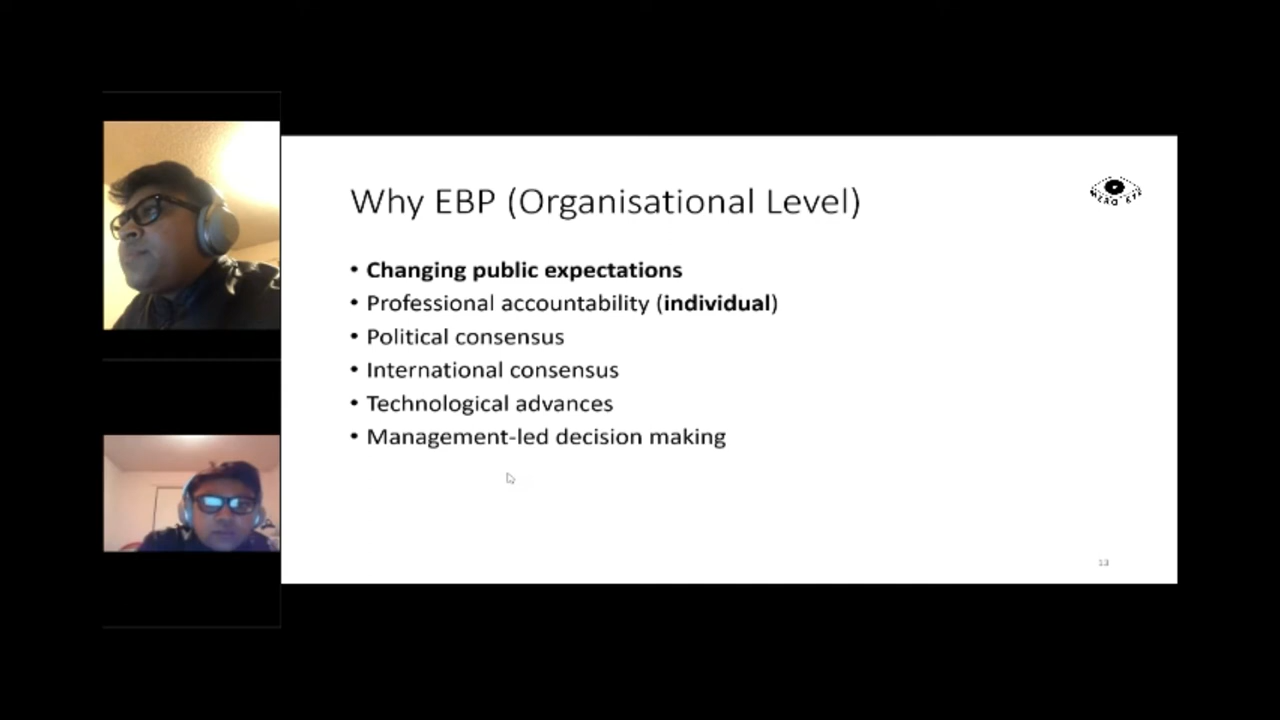 Why EBP (Organisational Level)
• Changing public expectations
• Professional accountability (individual)
• Political consensus
• International consensus
• Technological advances
• Management-led decision making
13